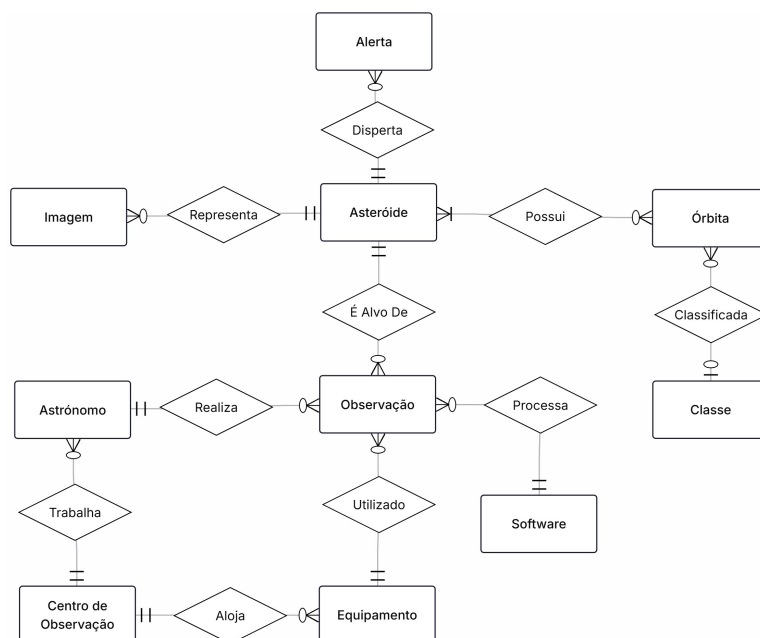 Alerta
Disperta
Imagem
Representa
Asteróide
Possui
Órbita
É Alvo De
Classificada
Astrónomo
Realiza
Observação
Processa
Classe
Trabalha
Utilizado
Software
Centro de
Observação
Aloja
Equipamento